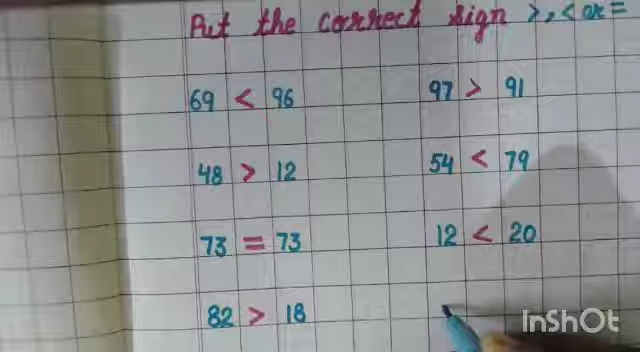 Put the correct sign >, < or =
69 < 96 97 > 91
48 > 12 54 < 79
73 = 73 12 < 20
82 > 18
InShOt